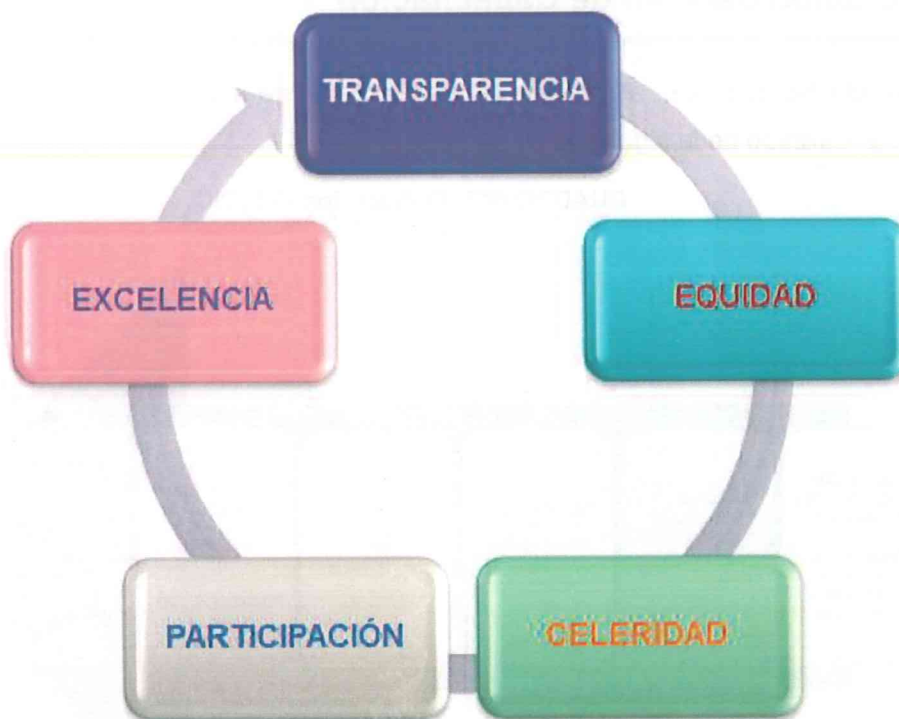 TRANSPARENCIA
EQUIDAD
CELERIDAD
PARTICIPACIÓN
EXCELENCIA